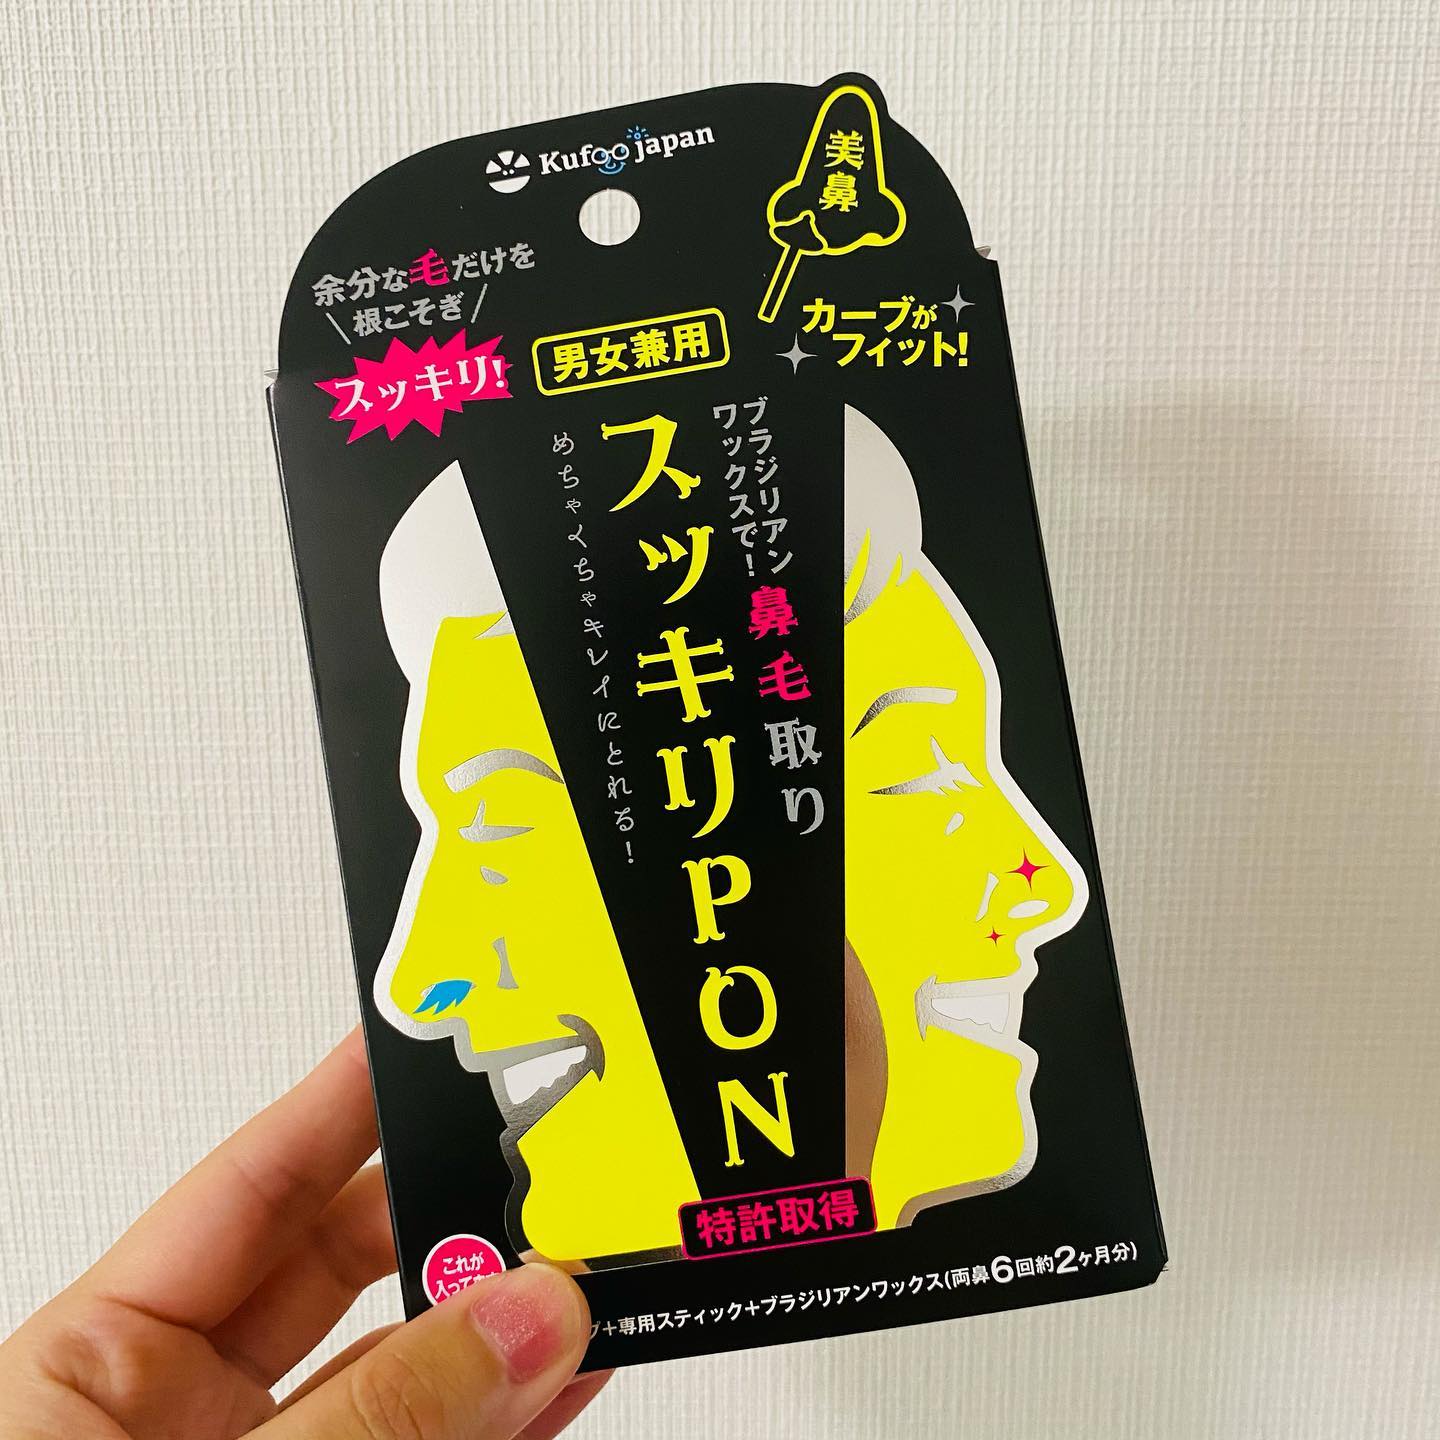 Kufoo japan
美鼻
余分な毛だけを
根こそぎ
スッキリ!
男女兼用
カーブが
フィット!
ブラジリアン
ワックスで!
鼻毛取り
スッキリPON
めちゃくちゃキレイにとれる!
特許取得
これが
入って
+専用スティック+ブラジリアンワックス(両鼻6回約2ヶ月分)